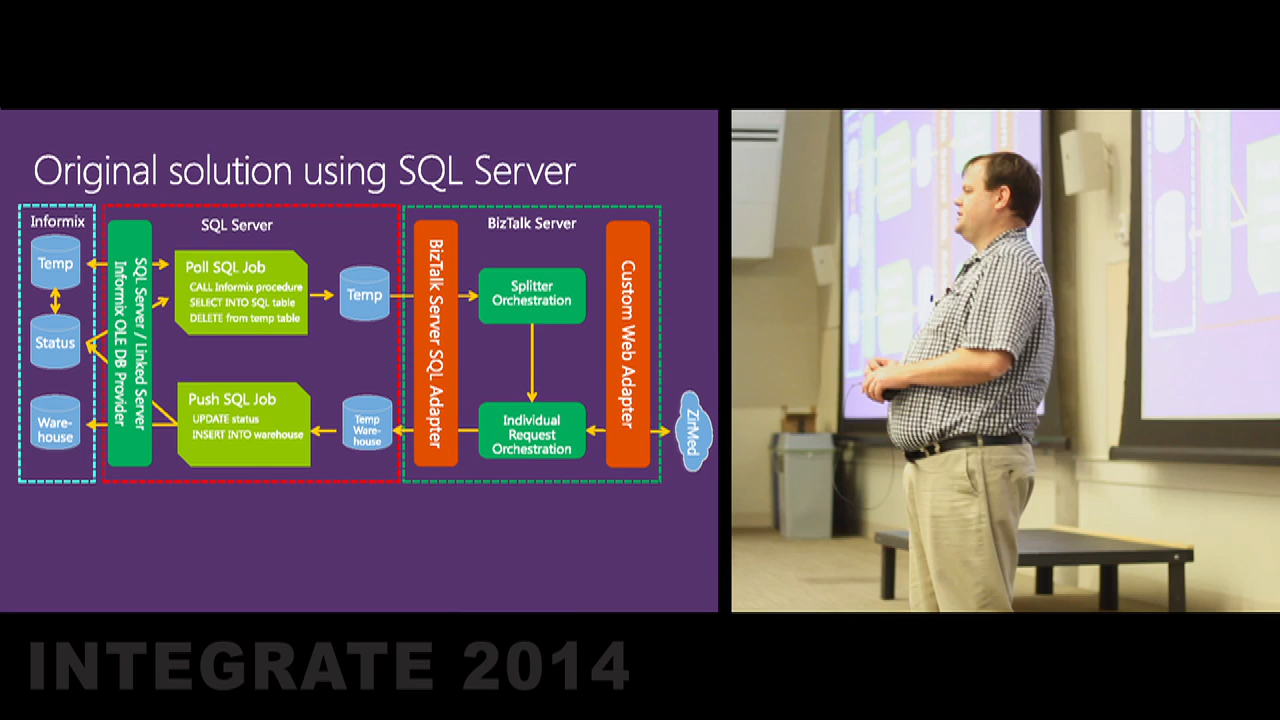 Original solution using SQL Server
Informix
Temp
Status
Ware-
house
SQL Server
SQL Server / Linked Server
Informix OLE DB Provider
Poll SQL Job
CALL Informix procedure
SELECT INTO SQL table
DELETE from temp table
Temp
Push SQL Job
UPDATE status
INSERT INTO warehouse
Temp
Ware-
house
BizTalk Server
BizTalk Server SQL Adapter
Splitter
Orchestration
Individual
Request
Orchestration
Custom Web Adapter
ZirMed
INTEGRATE 2014